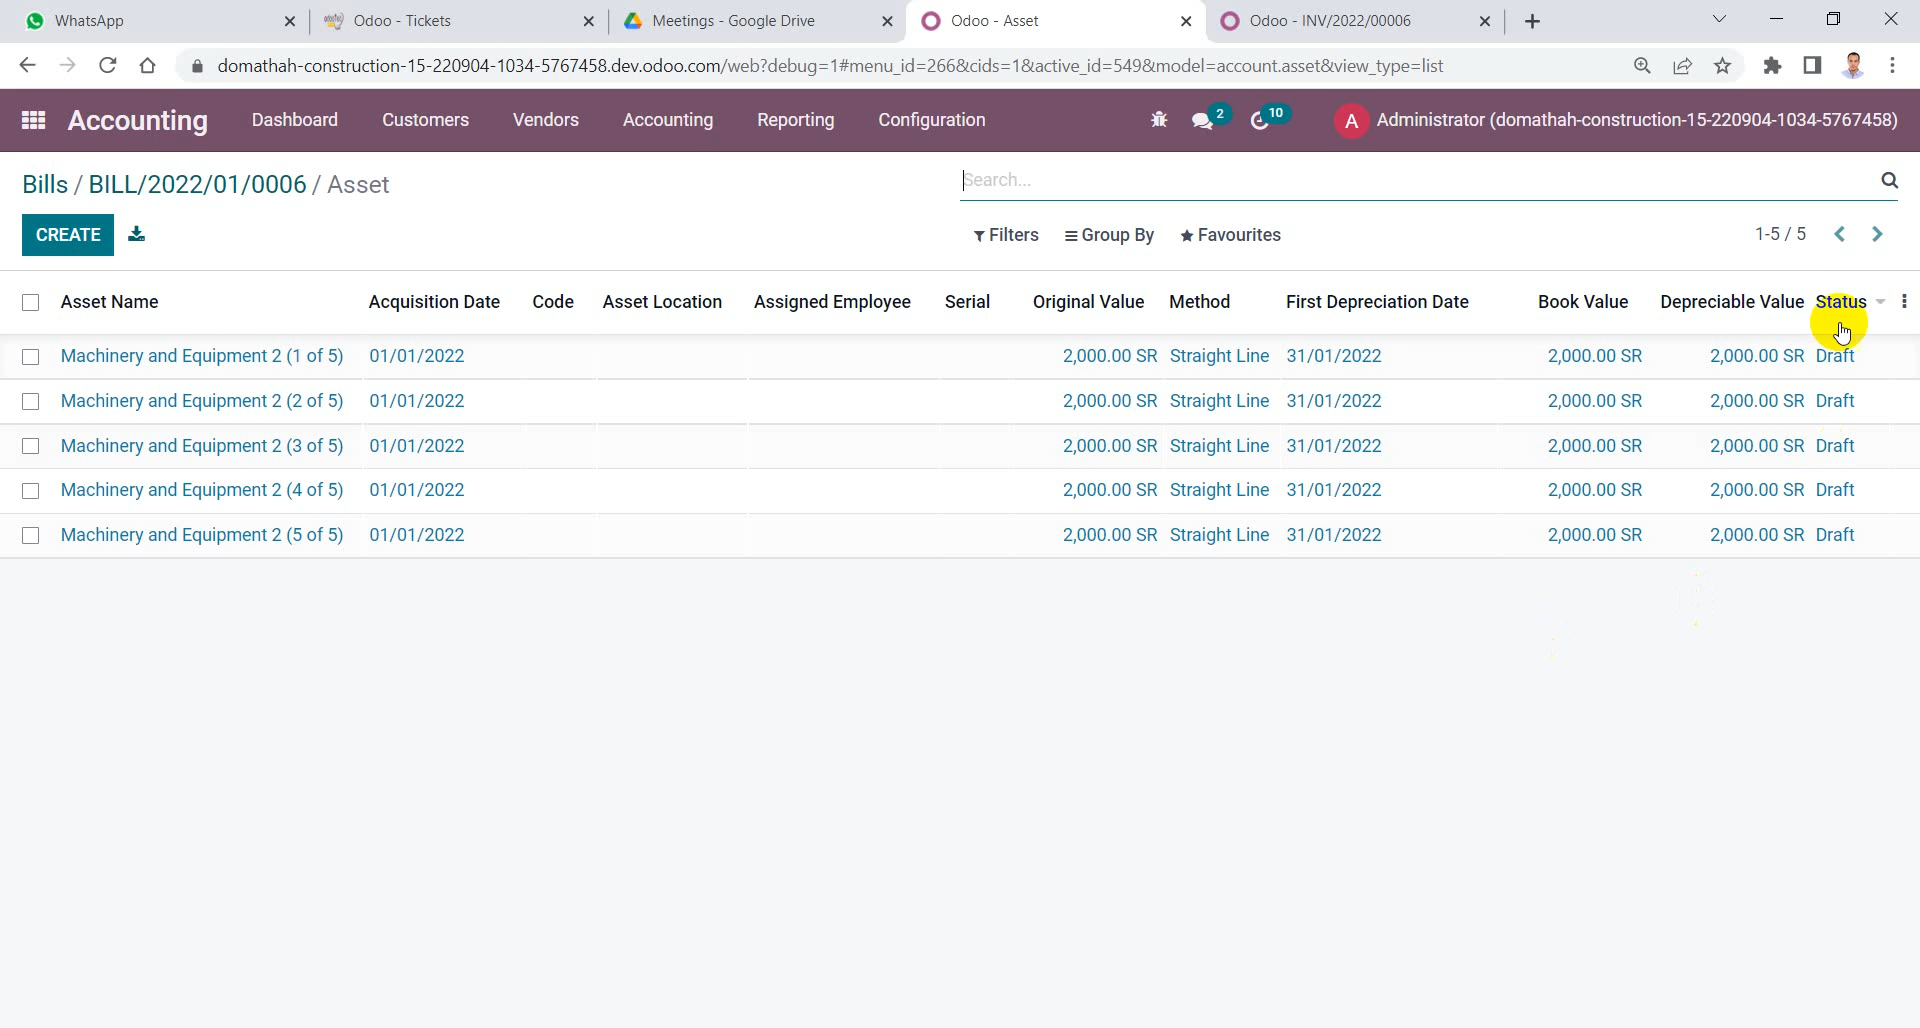 WhatsApp
Odoo - Tickets
Meetings - Google Drive
Odoo - Asset
Odoo - INV/2022/00006
domathah-construction-15-220904-1034-5767458.dev.odoo.com/web?debug=1#menu_id=266&cids=1&active_id=549&model=account.asset&view_type=list
Accounting Dashboard Customers Vendors Accounting Reporting Configuration 2 10 A Administrator (domathah-construction-15-220904-1034-5767458)
Bills / BILL/2022/01/0006 / Asset
Search...
CREATE
Filters Group By Favourites 1-5 / 5
Asset Name Acquisition Date Code Asset Location Assigned Employee Serial Original Value Method First Depreciation Date Book Value Depreciable Value Status
Machinery and Equipment 2 (1 of 5) 01/01/2022 2,000.00 SR Straight Line 31/01/2022 2,000.00 SR 2,000.00 SR Draft
Machinery and Equipment 2 (2 of 5) 01/01/2022 2,000.00 SR Straight Line 31/01/2022 2,000.00 SR 2,000.00 SR Draft
Machinery and Equipment 2 (3 of 5) 01/01/2022 2,000.00 SR Straight Line 31/01/2022 2,000.00 SR 2,000.00 SR Draft
Machinery and Equipment 2 (4 of 5) 01/01/2022 2,000.00 SR Straight Line 31/01/2022 2,000.00 SR 2,000.00 SR Draft
Machinery and Equipment 2 (5 of 5) 01/01/2022 2,000.00 SR Straight Line 31/01/2022 2,000.00 SR 2,000.00 SR Draft